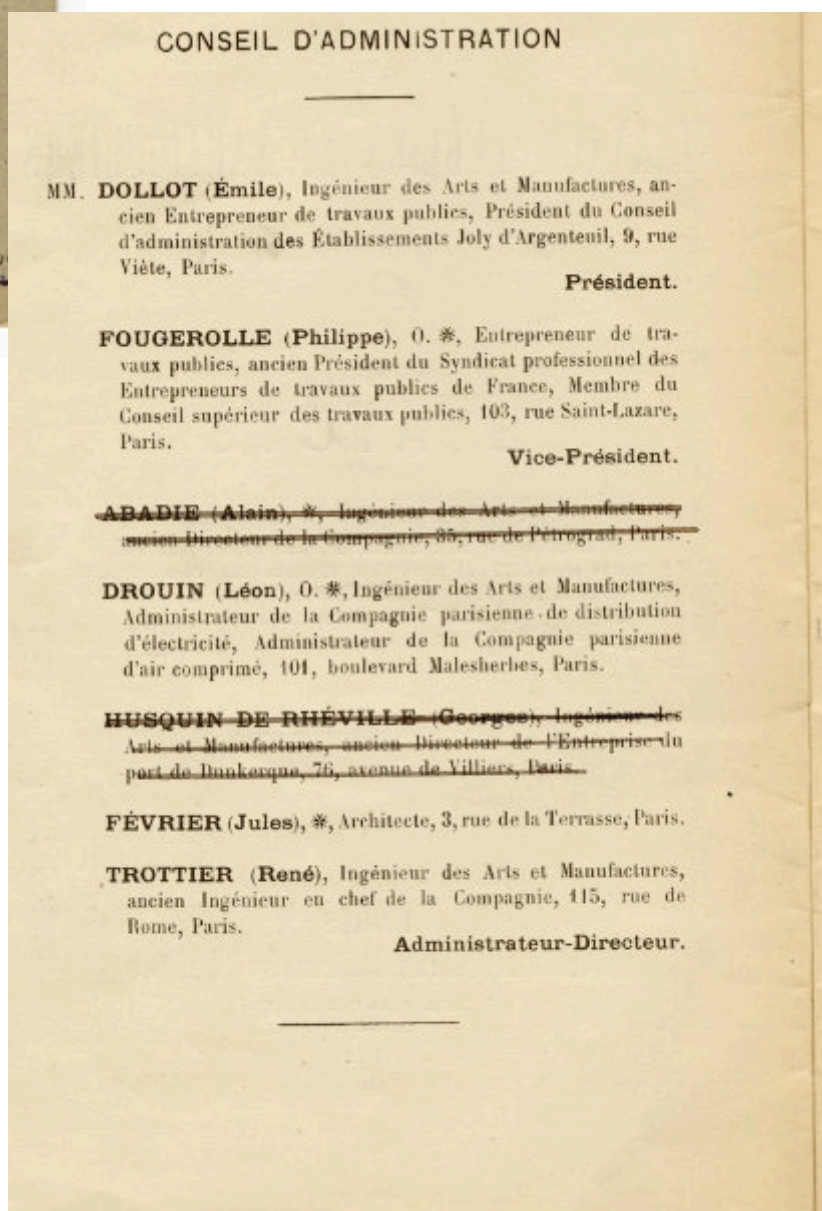 CONSEIL D'ADMINISTRATION
MM. DOLLOT (Émile), Ingénieur des Arts et Manufactures, an-
cien Entrepreneur de travaux publics, Président du Conseil
d'administration des Établissements Joly d'Argenteuil, 9, rue
Viète, Paris.
Président.
FOUGEROLLE (Philippe), O. ✻, Entrepreneur de tra-
vaux publics, ancien Président du Syndicat professionnel des
Entrepreneurs de travaux publics de France, Membre du
Conseil supérieur des travaux publics, 103, rue Saint-Lazare,
Paris.
Vice-Président.
ABADIE (Alain), ✻, Ingénieur des Arts et Manufactures,
ancien Directeur de la Compagnie, 35, rue de Pétrograd, Paris.
DROUIN (Léon), O. ✻, Ingénieur des Arts et Manufactures,
Administrateur de la Compagnie parisienne de distribution
d'électricité, Administrateur de la Compagnie parisienne
d'air comprimé, 101, boulevard Malesherbes, Paris.
HUSQUIN DE RHÉVILLE (Georges), Ingénieur des
Arts et Manufactures, ancien Directeur de l'Entreprise du
port de Dunkerque, 76, avenue de Villiers, Paris.
FÉVRIER (Jules), ✻, Architecte, 3, rue de la Terrasse, Paris.
TROTTIER (René), Ingénieur des Arts et Manufactures,
ancien Ingénieur en chef de la Compagnie, 115, rue de
Rome, Paris.
Administrateur-Directeur.